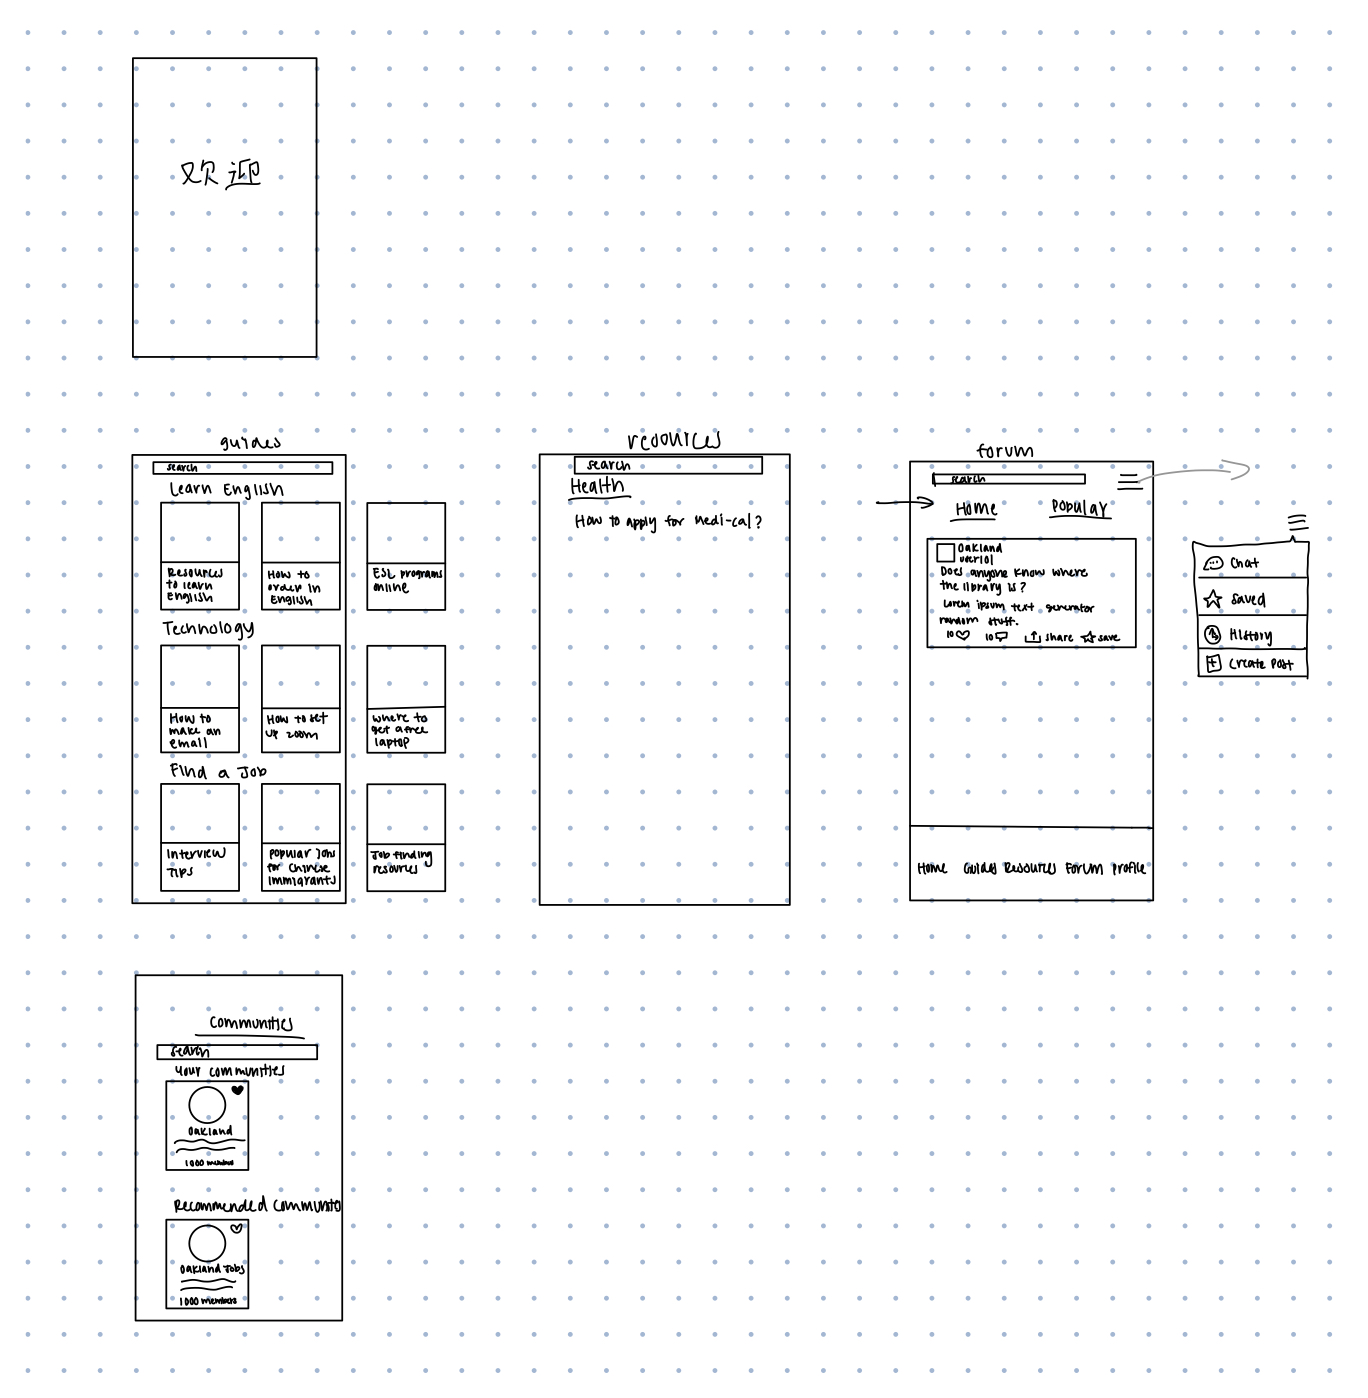 欢迎
guides
search
Learn English
Resources
to learn
English
How to
order in
English
ESL programs
online
Technology
How to
make an
email
How to set
up zoom
where to
get a free
laptop
Find a Job
Interview
Tips
popular jobs
for Chinese
immigrants
Job finding
resources
resources
search
Health
How to apply for Medi-cal?
forum
search
Home
Popular
Oakland
user101
Does anyone know where
the library is?
Lorem ipsum text generator
random stuff.
10
10
share
save
Home Guides Resources Forum Profile
Chat
Saved
History
Create Post
Communities
search
Your communities
Oakland
1000 members
Recommended Communities
Oakland Jobs
1000 members